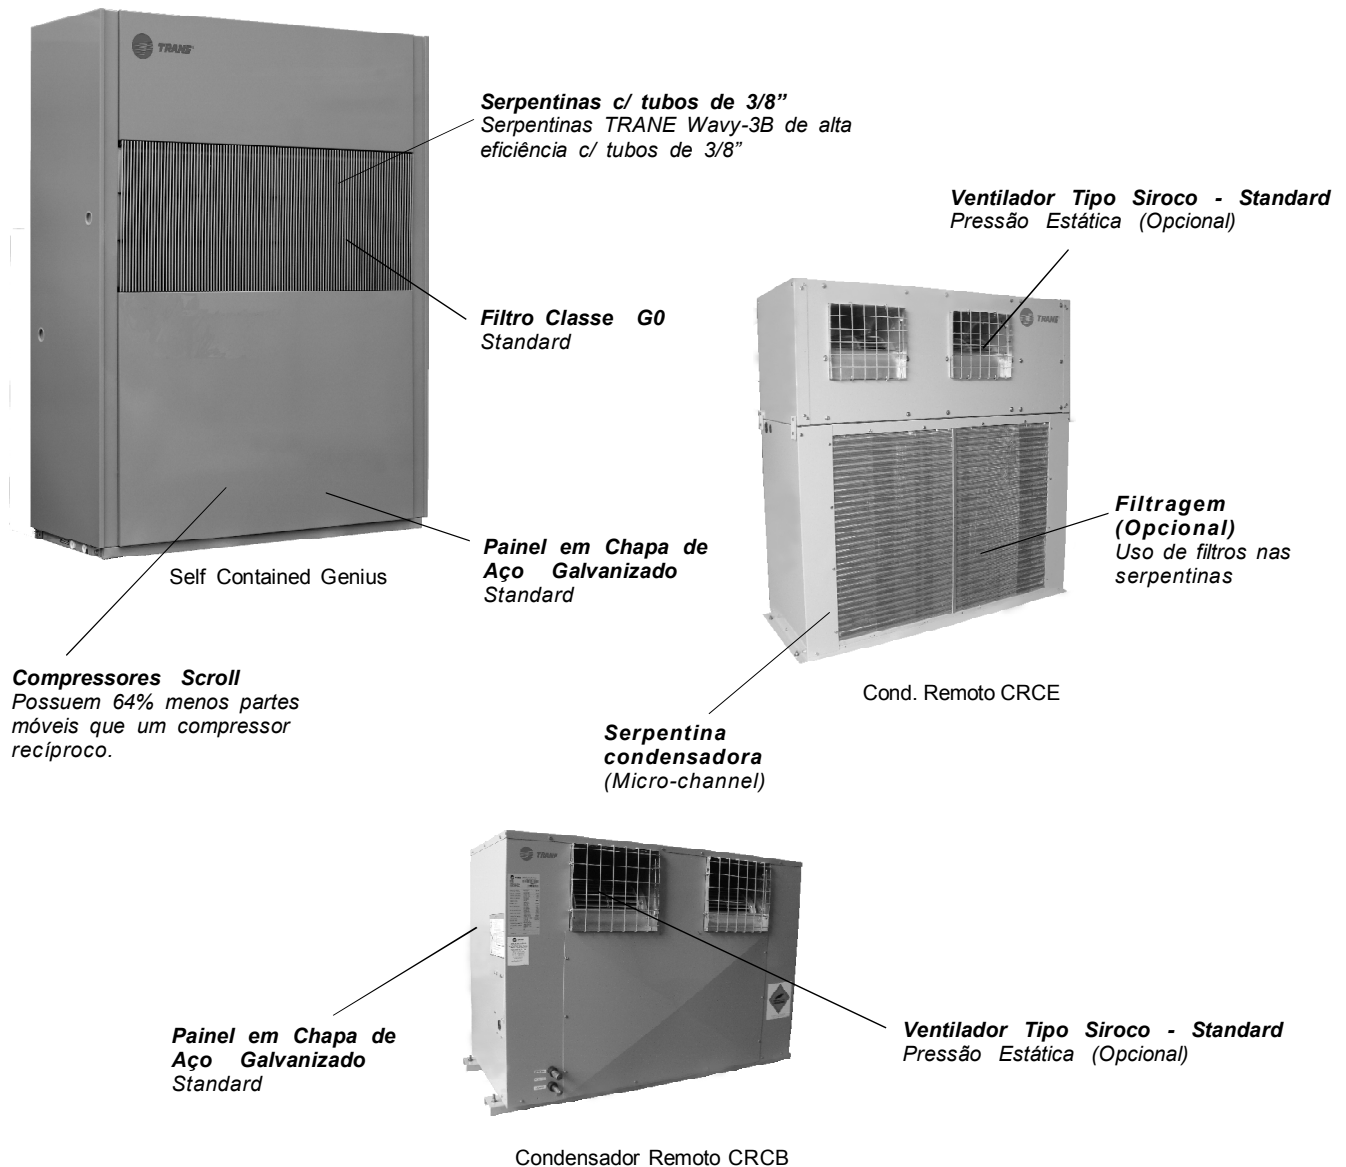 TRANE
Serpentinas c/ tubos de 3/8”
Serpentinas TRANE Wavy-3B de alta
eficiência c/ tubos de 3/8”
Filtro Classe G0
Standard
Painel em Chapa de
Aço Galvanizado
Standard
Self Contained Genius
Compressores Scroll
Possuem 64% menos partes
móveis que um compressor
recíproco.
Ventilador Tipo Siroco - Standard
Pressão Estática (Opcional)
TRANE
Filtragem
(Opcional)
Uso de filtros nas
serpentinas
Cond. Remoto CRCE
Serpentina
condensadora
(Micro-channel)
TRANE
Painel em Chapa de
Aço Galvanizado
Standard
Ventilador Tipo Siroco - Standard
Pressão Estática (Opcional)
Condensador Remoto CRCB